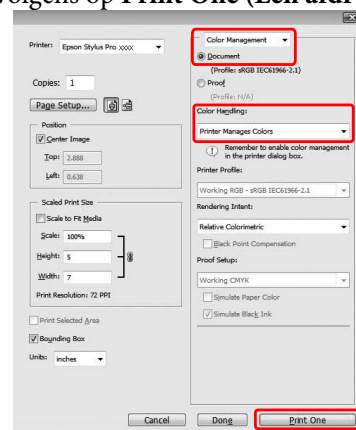 volgens op Print One (Een afdr
Printer: Epson Stylus Pro xxxx
Copies: 1
Page Setup...
Position
Center Image
Top: 2.888
Left: 0.638
Scaled Print Size
Scale to Fit Media
Scale: 100%
Height: 5
Width: 7
Print Resolution: 72 PPI
Print Selected Area
Bounding Box
Units: inches
Color Management
Document
(Profile: sRGB IEC61966-2.1)
Proof
(Profile: N/A)
Color Handling:
Printer Manages Colors
Remember to enable color management
in the printer dialog box.
Printer Profile:
Working RGB - sRGB IEC61966-2.1
Rendering Intent:
Relative Colorimetric
Black Point Compensation
Proof Setup:
Working CMYK
Simulate Paper Color
Simulate Black Ink
Cancel
Done
Print One